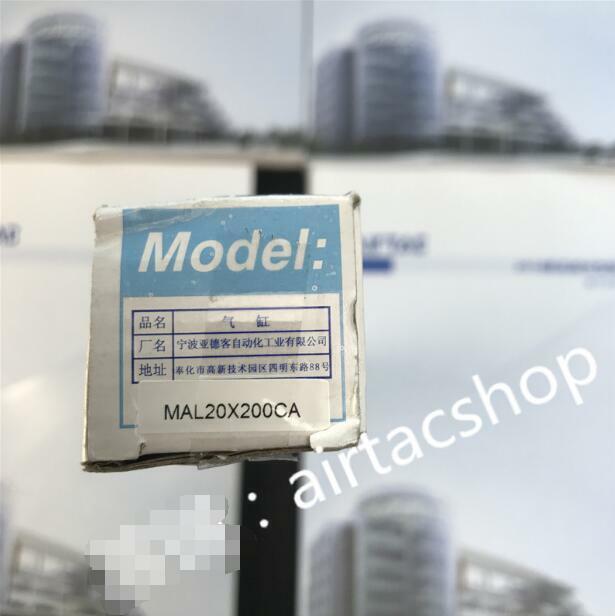 Model:
品名 气 缸
厂名 宁波亚德客自动化工业有限公司
地址 奉化市高新技术园区四明东路88号
MAL20X200CA
: airtacshop